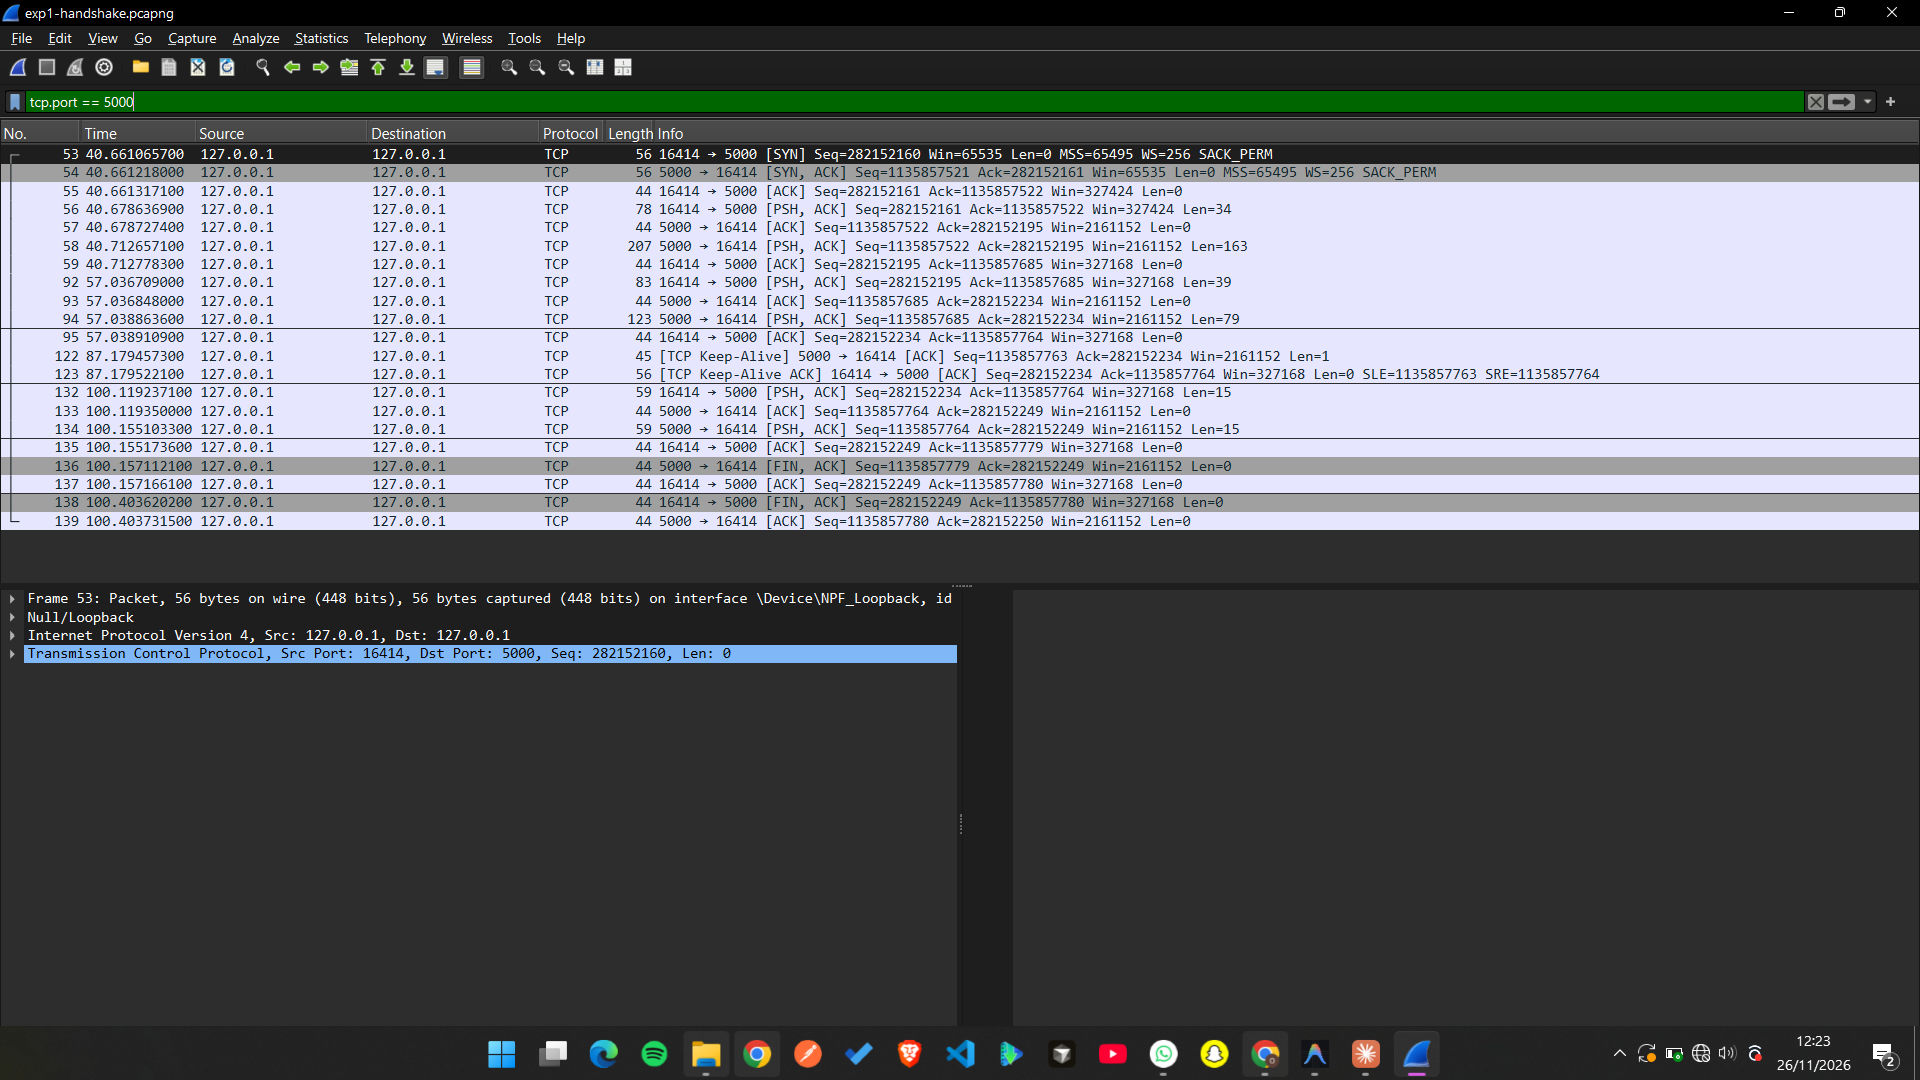 exp1-handshake.pcapng
File Edit View Go Capture Analyze Statistics Telephony Wireless Tools Help
tcp.port == 5000
No. Time Source Destination Protocol Length Info
53 40.661065700 127.0.0.1 127.0.0.1 TCP 56 16414 → 5000 [SYN] Seq=282152160 Win=65535 Len=0 MSS=65495 WS=256 SACK_PERM
54 40.661218000 127.0.0.1 127.0.0.1 TCP 56 5000 → 16414 [SYN, ACK] Seq=1135857521 Ack=282152161 Win=65535 Len=0 MSS=65495 WS=256 SACK_PERM
55 40.661317100 127.0.0.1 127.0.0.1 TCP 44 16414 → 5000 [ACK] Seq=282152161 Ack=1135857522 Win=327424 Len=0
56 40.678636900 127.0.0.1 127.0.0.1 TCP 78 16414 → 5000 [PSH, ACK] Seq=282152161 Ack=1135857522 Win=327424 Len=34
57 40.678727400 127.0.0.1 127.0.0.1 TCP 44 5000 → 16414 [ACK] Seq=1135857522 Ack=282152195 Win=2161152 Len=0
58 40.712657100 127.0.0.1 127.0.0.1 TCP 207 5000 → 16414 [PSH, ACK] Seq=1135857522 Ack=282152195 Win=2161152 Len=163
59 40.712778300 127.0.0.1 127.0.0.1 TCP 44 16414 → 5000 [ACK] Seq=282152195 Ack=1135857685 Win=327168 Len=0
92 57.036709000 127.0.0.1 127.0.0.1 TCP 83 16414 → 5000 [PSH, ACK] Seq=282152195 Ack=1135857685 Win=327168 Len=39
93 57.036848000 127.0.0.1 127.0.0.1 TCP 44 5000 → 16414 [ACK] Seq=1135857685 Ack=282152234 Win=2161152 Len=0
94 57.038863600 127.0.0.1 127.0.0.1 TCP 123 5000 → 16414 [PSH, ACK] Seq=1135857685 Ack=282152234 Win=2161152 Len=79
95 57.038910900 127.0.0.1 127.0.0.1 TCP 44 16414 → 5000 [ACK] Seq=282152234 Ack=1135857764 Win=327168 Len=0
122 87.179457300 127.0.0.1 127.0.0.1 TCP 45 [TCP Keep-Alive] 5000 → 16414 [ACK] Seq=1135857763 Ack=282152234 Win=2161152 Len=1
123 87.179522100 127.0.0.1 127.0.0.1 TCP 56 [TCP Keep-Alive ACK] 16414 → 5000 [ACK] Seq=282152234 Ack=1135857764 Win=327168 Len=0 SLE=1135857763 SRE=1135857764
132 100.119237100 127.0.0.1 127.0.0.1 TCP 59 16414 → 5000 [PSH, ACK] Seq=282152234 Ack=1135857764 Win=327168 Len=15
133 100.119350000 127.0.0.1 127.0.0.1 TCP 44 5000 → 16414 [ACK] Seq=1135857764 Ack=282152249 Win=2161152 Len=0
134 100.155103300 127.0.0.1 127.0.0.1 TCP 59 5000 → 16414 [PSH, ACK] Seq=1135857764 Ack=282152249 Win=2161152 Len=15
135 100.155173600 127.0.0.1 127.0.0.1 TCP 44 16414 → 5000 [ACK] Seq=282152249 Ack=1135857779 Win=327168 Len=0
136 100.157112100 127.0.0.1 127.0.0.1 TCP 44 5000 → 16414 [FIN, ACK] Seq=1135857779 Ack=282152249 Win=2161152 Len=0
137 100.157166100 127.0.0.1 127.0.0.1 TCP 44 16414 → 5000 [ACK] Seq=282152249 Ack=1135857780 Win=327168 Len=0
138 100.403620200 127.0.0.1 127.0.0.1 TCP 44 16414 → 5000 [FIN, ACK] Seq=282152249 Ack=1135857780 Win=327168 Len=0
139 100.403731500 127.0.0.1 127.0.0.1 TCP 44 5000 → 16414 [ACK] Seq=1135857780 Ack=282152250 Win=2161152 Len=0
Frame 53: Packet, 56 bytes on wire (448 bits), 56 bytes captured (448 bits) on interface \Device\NPF_Loopback, id
Null/Loopback
Internet Protocol Version 4, Src: 127.0.0.1, Dst: 127.0.0.1
Transmission Control Protocol, Src Port: 16414, Dst Port: 5000, Seq: 282152160, Len: 0
12:23
26/11/2026
2